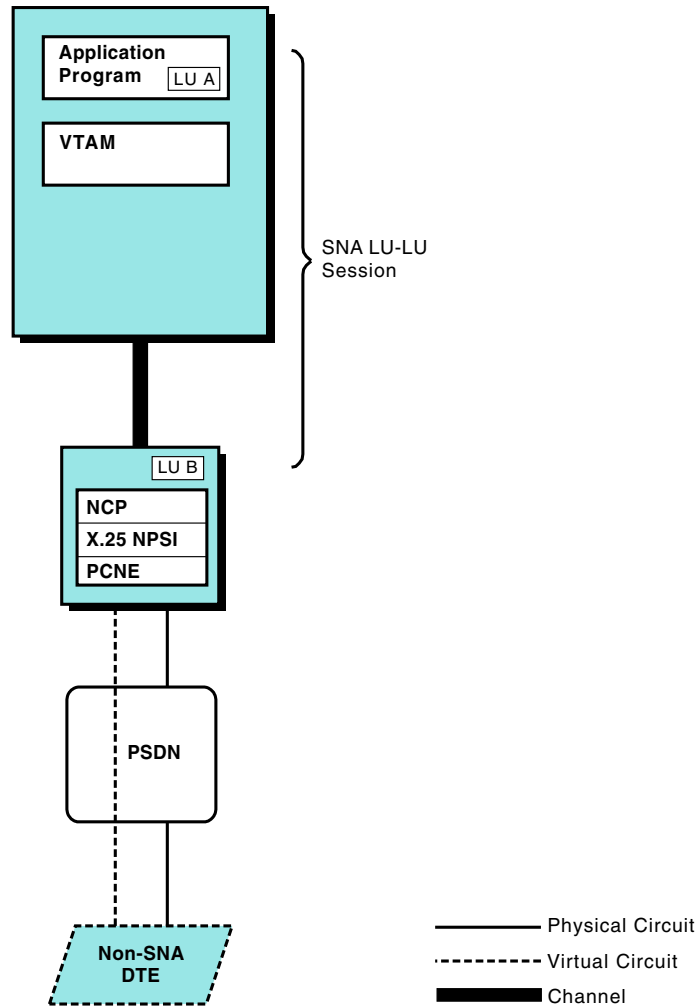 Application
Program
LU A
VTAM
SNA LU-LU
Session
LU B
NCP
X.25 NPSI
PCNE
PSDN
Non-SNA
DTE
Physical Circuit
Virtual Circuit
Channel